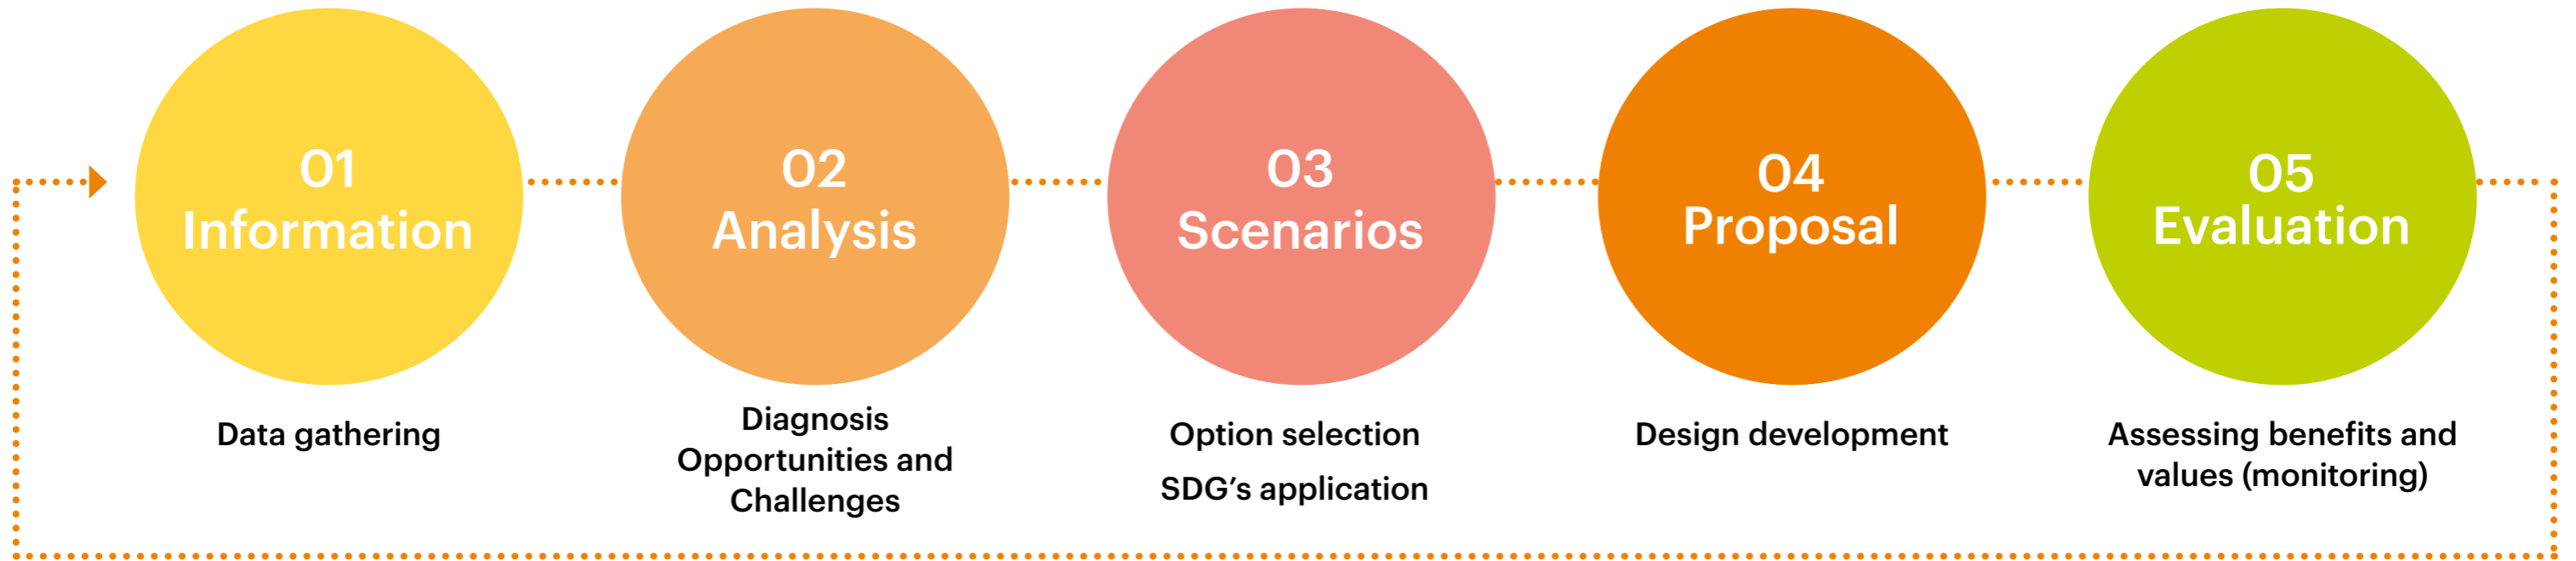 01
Information
Data gathering
02
Analysis
Diagnosis
Opportunities and
Challenges
03
Scenarios
Option selection
SDG’s application
04
Proposal
Design development
05
Evaluation
Assessing benefits and
values (monitoring)